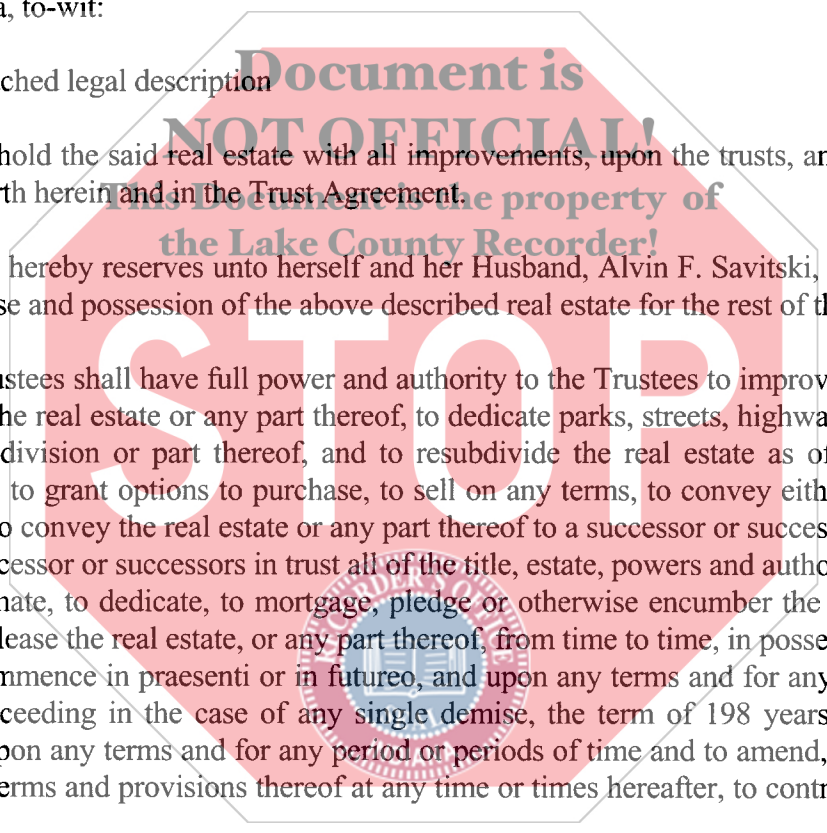 a, to-wit:
ched legal description
Document is
NOT OFFICIAL!
hold the said real estate with all improvements, upon the trusts, an
rth herein and in the Trust Agreement.
This Document is the property of
the Lake County Recorder!
hereby reserves unto herself and her Husband, Alvin F. Savitski,
se and possession of the above described real estate for the rest of th
STOP
ustees shall have full power and authority to the Trustees to improv
he real estate or any part thereof, to dedicate parks, streets, highwa
division or part thereof, and to resubdivide the real estate as of
to grant options to purchase, to sell on any terms, to convey eith
o convey the real estate or any part thereof to a successor or success
cessor or successors in trust all of the title, estate, powers and autho
nate, to dedicate, to mortgage, pledge or otherwise encumber the
lease the real estate, or any part thereof, from time to time, in posse
mmence in praesenti or in futureo, and upon any terms and for any
ceeding in the case of any single demise, the term of 198 years
pon any terms and for any period or periods of time and to amend,
erms and provisions thereof at any time or times hereafter, to contr
RECORDER'S OFFICE